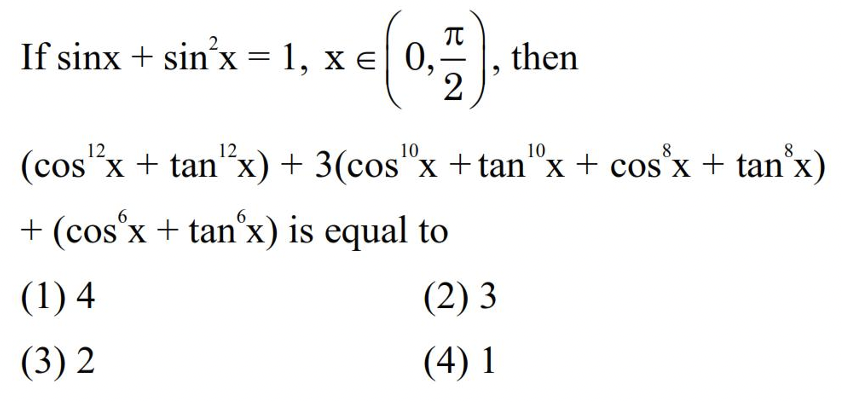 If sinx + sin²x = 1, x ∈ (0, π/2), then
(cos¹²x + tan¹²x) + 3(cos¹⁰x + tan¹⁰x + cos⁸x + tan⁸x)
+ (cos⁶x + tan⁶x) is equal to
(1) 4 (2) 3
(3) 2 (4) 1